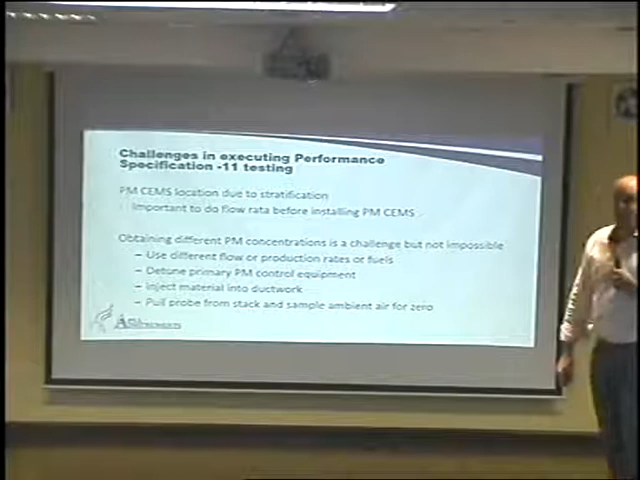 Challenges in executing Performance
Specification -11 testing
PM CEMS location due to stratification
Important to do flow rata before installing PM CEMS
Obtaining different PM concentrations is a challenge but not impossible
– Use different flow or production rates or fuels
– Detune primary PM control equipment
– Inject material into ductwork
– Pull probe from stack and sample ambient air for zero